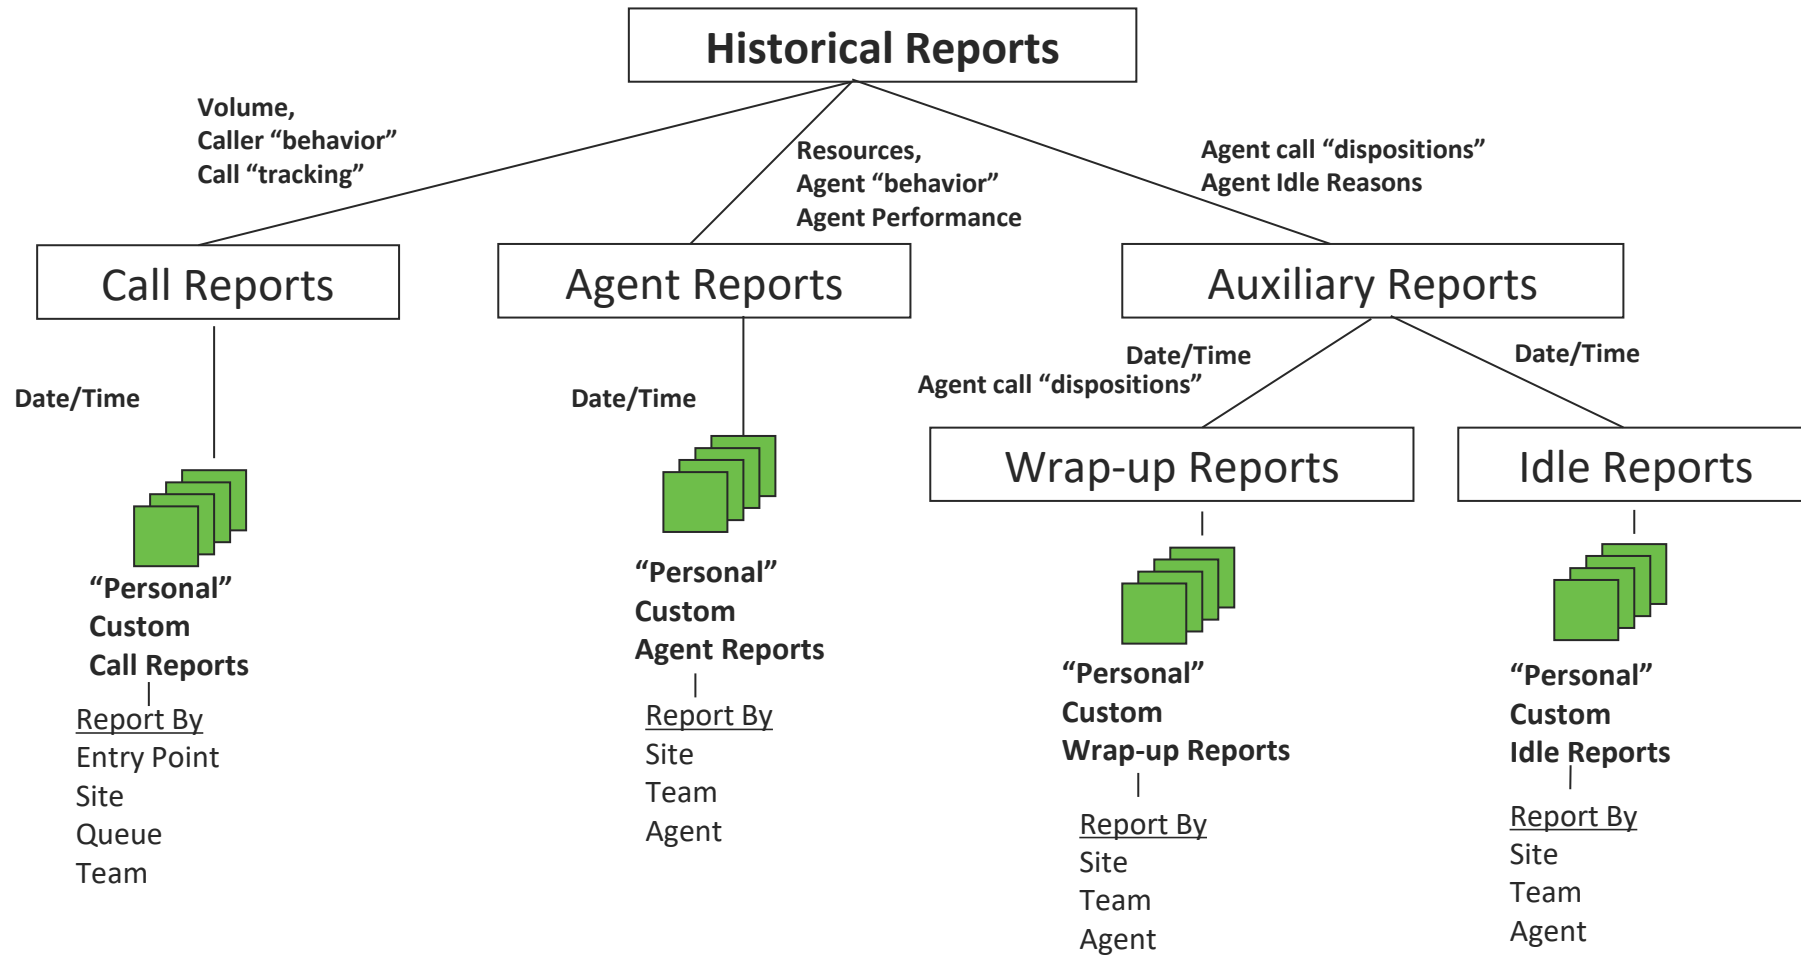 Historical Reports
Volume,
Caller “behavior”
Call “tracking”
Resources,
Agent “behavior”
Agent Performance
Agent call “dispositions”
Agent Idle Reasons
Call Reports
Agent Reports
Auxiliary Reports
Date/Time
Date/Time
Date/Time
Agent call “dispositions”
Date/Time
Wrap-up Reports
Idle Reports
“Personal”
Custom
Call Reports
Report By
Entry Point
Site
Queue
Team
“Personal”
Custom
Agent Reports
Report By
Site
Team
Agent
“Personal”
Custom
Wrap-up Reports
Report By
Site
Team
Agent
“Personal”
Custom
Idle Reports
Report By
Site
Team
Agent